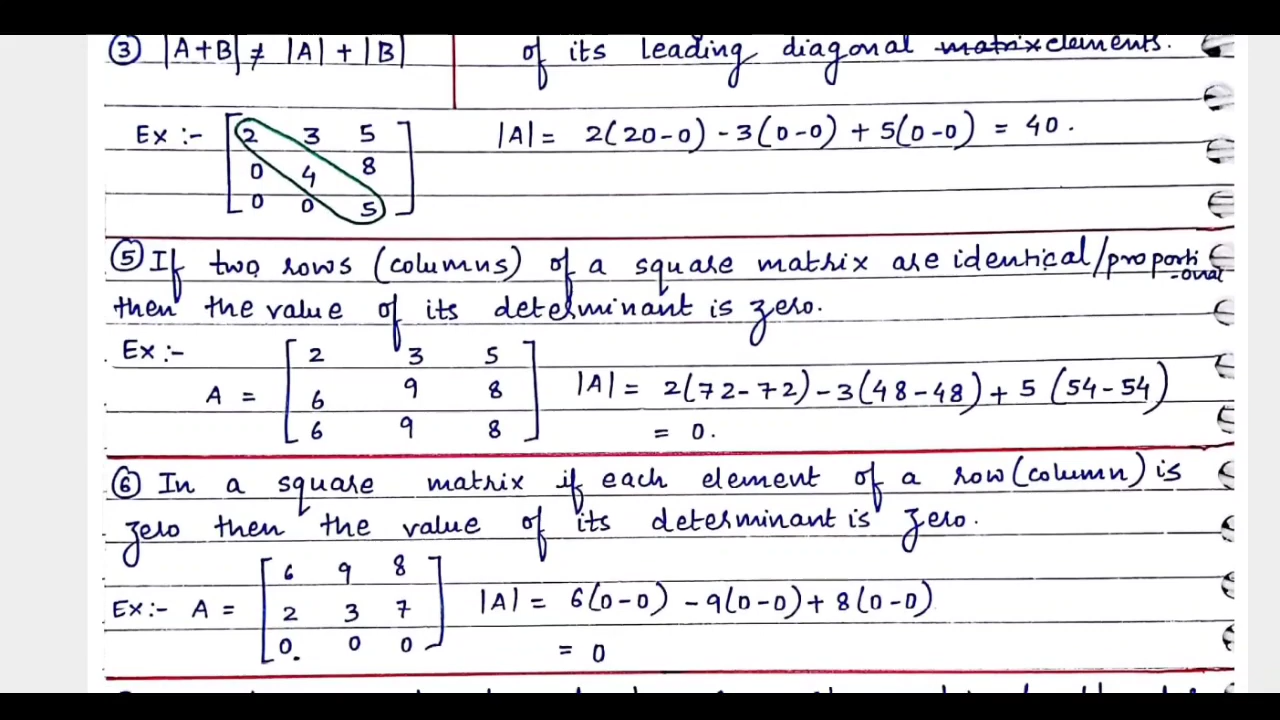 ③ |A+B| ≠ |A| + |B|
of its leading diagonal matrix elements.
Ex :- [2 3 5
0 4 8
0 0 5]
|A| = 2(20-0) - 3(0-0) + 5(0-0) = 40.
⑤ If two rows (columns) of a square matrix are identical/proporti
-onal
then the value of its determinant is zero.
Ex :-
A = [2 3 5
6 9 8
6 9 8]
|A| = 2(72-72) - 3(48-48) + 5 (54-54)
= 0.
⑥ In a square matrix if each element of a row (column) is
zero then the value of its determinant is zero.
Ex :- A = [6 9 8
2 3 7
0. 0 0]
|A| = 6(0-0) - 9(0-0) + 8(0-0)
= 0